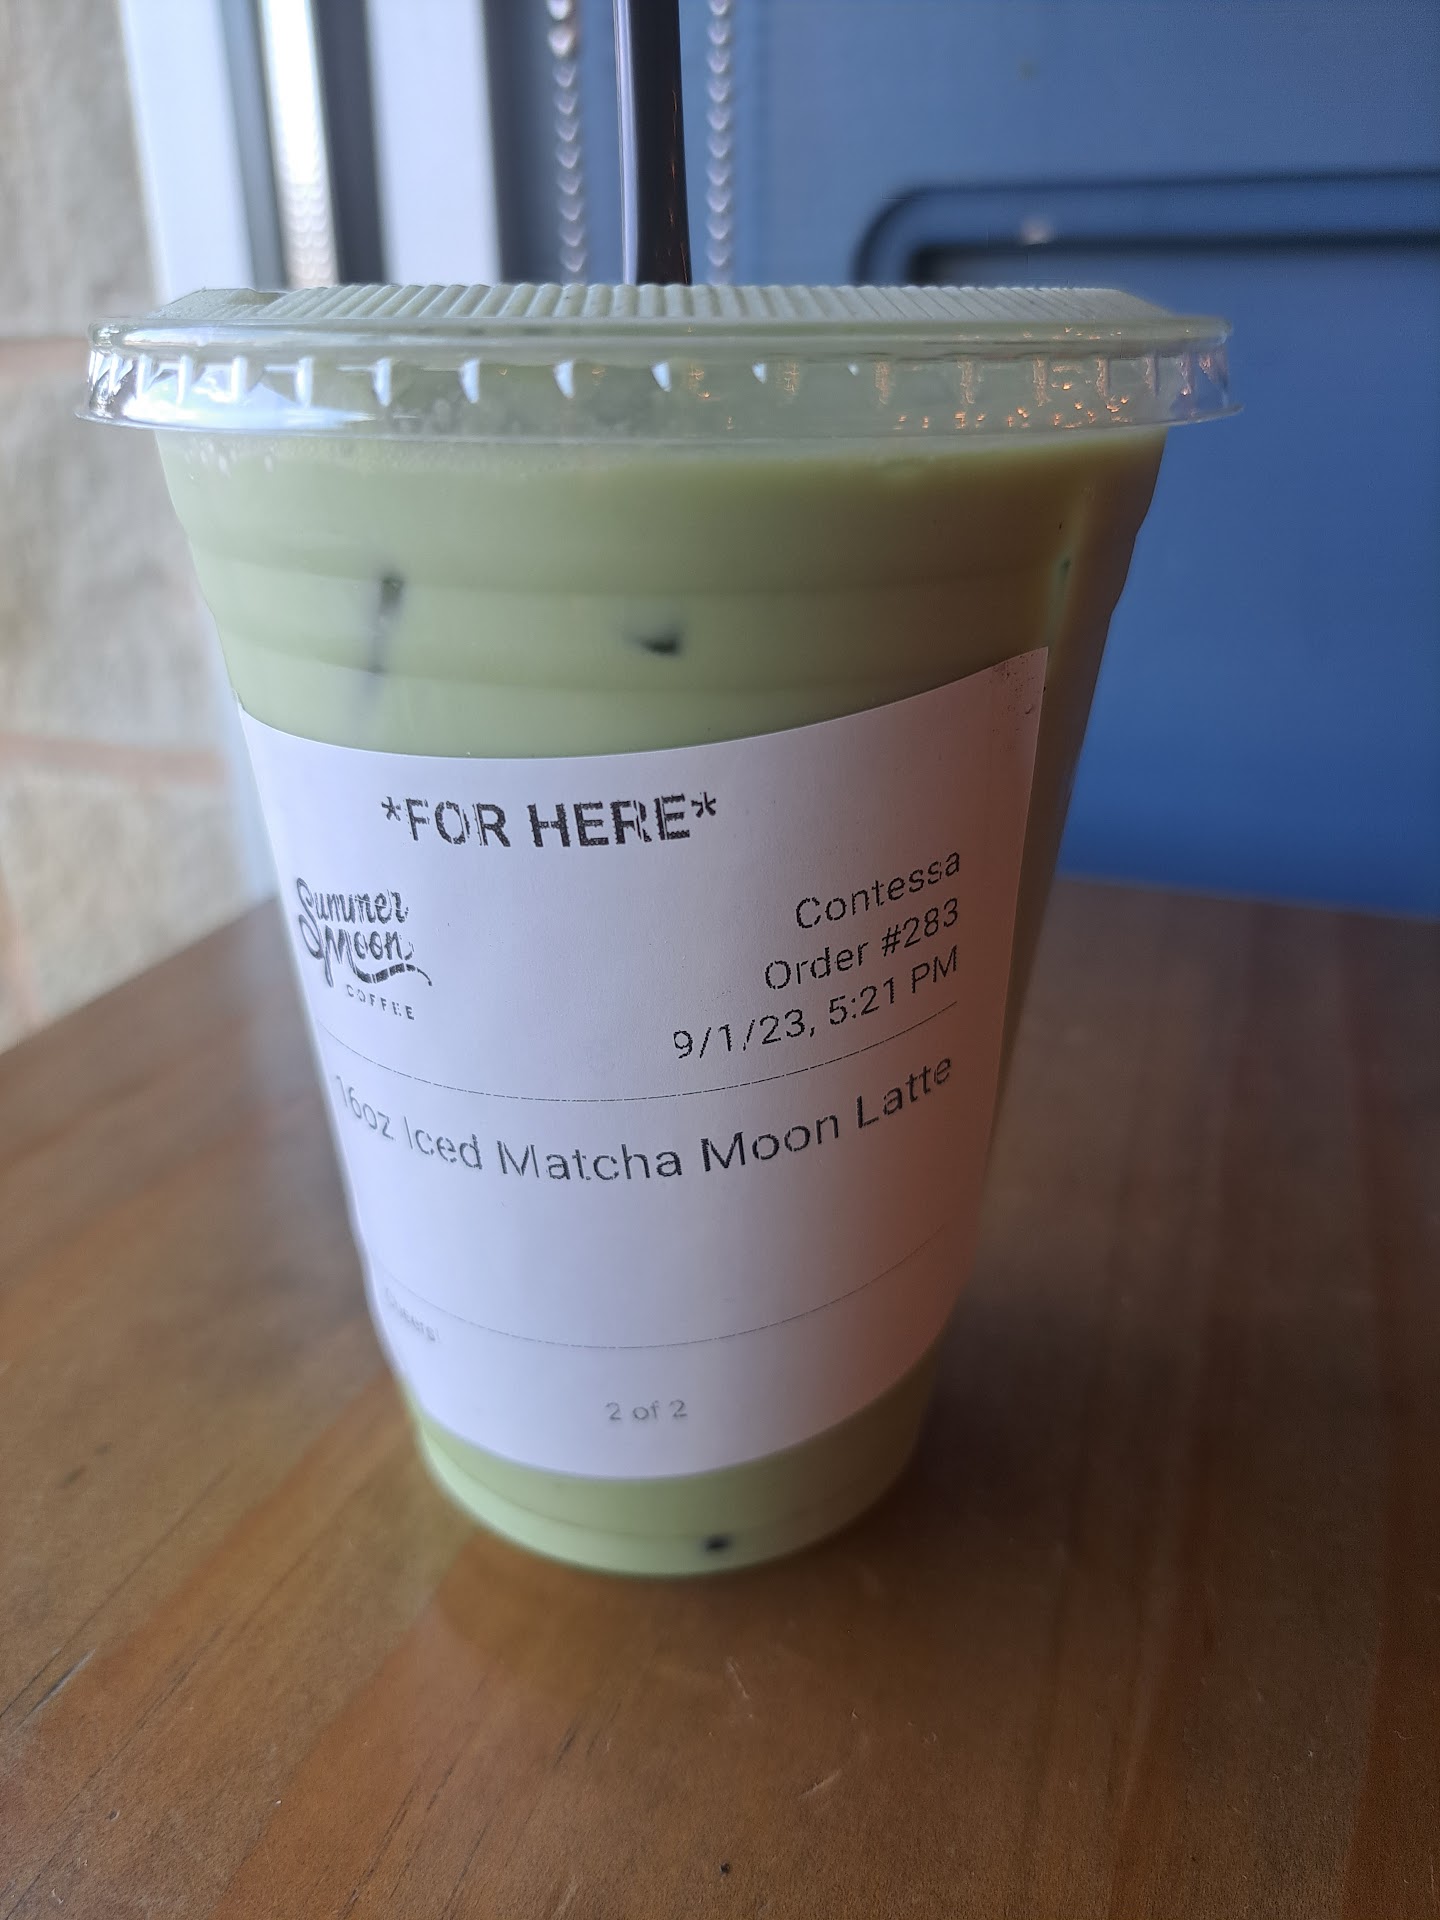 *FOR HERE*
Summer
Moon
COFFEE
Contessa
Order #283
9/1/23, 5:21 PM
16oz Iced Matcha Moon Latte
Cheers!
2 of 2